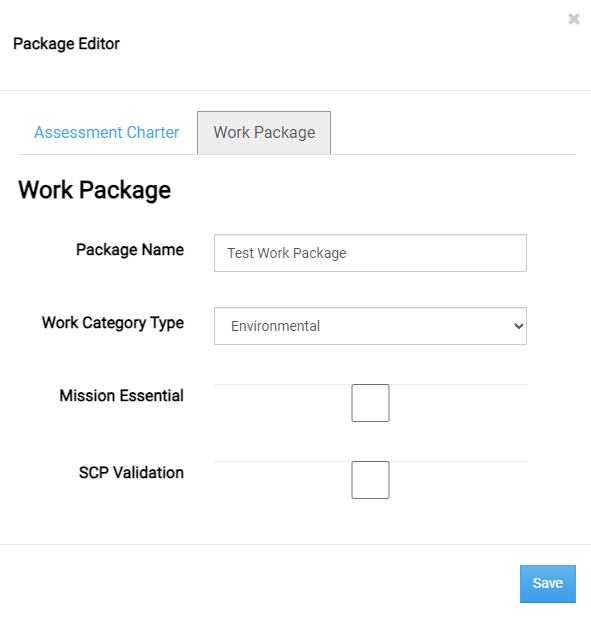 Package Editor
Assessment Charter
Work Package
Work Package
Package Name
Test Work Package
Work Category Type
Environmental
Mission Essential
SCP Validation
Save